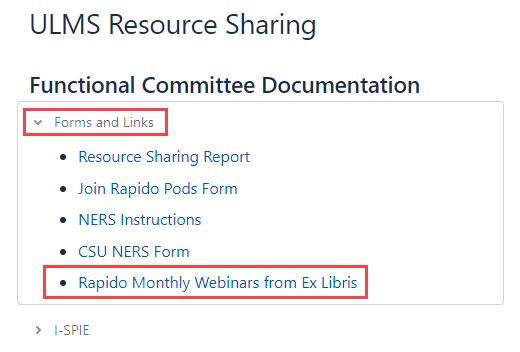 ULMS Resource Sharing
Functional Committee Documentation
Forms and Links
Resource Sharing Report
Join Rapido Pods Form
NERS Instructions
CSU NERS Form
Rapido Monthly Webinars from Ex Libris
I-SPIE